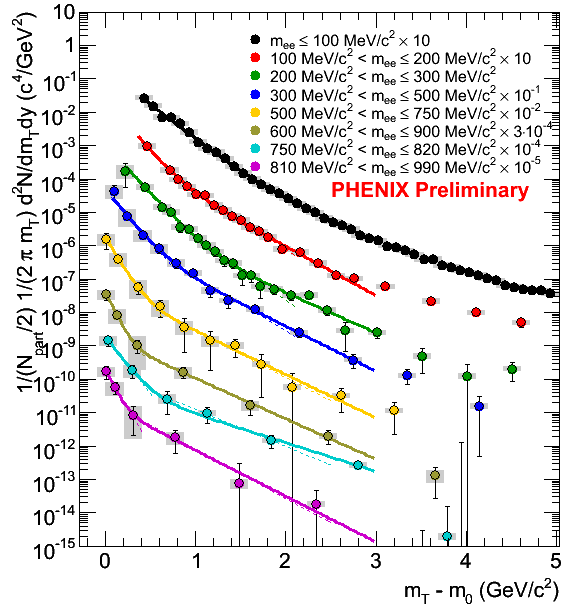 m_ee ≤ 100 MeV/c² × 10
100 MeV/c² < m_ee ≤ 200 MeV/c² × 10
200 MeV/c² < m_ee ≤ 300 MeV/c²
300 MeV/c² < m_ee ≤ 500 MeV/c² × 10⁻¹
500 MeV/c² < m_ee ≤ 750 MeV/c² × 10⁻²
600 MeV/c² < m_ee ≤ 900 MeV/c² 3·10⁻⁴
750 MeV/c² < m_ee ≤ 820 MeV/c² × 10⁻⁴
810 MeV/c² < m_ee ≤ 990 MeV/c² × 10⁻⁵
PHENIX Preliminary
1/(N_part/2) 1/(2 π m_T) d²N/dm_Tdy (c⁴/GeV²)
10
1
10⁻¹
10⁻²
10⁻³
10⁻⁴
10⁻⁵
10⁻⁶
10⁻⁷
10⁻⁸
10⁻⁹
10⁻¹⁰
10⁻¹¹
10⁻¹²
10⁻¹³
10⁻¹⁴
10⁻¹⁵
0 1 2 3 4 5
m_T - m_0 (GeV/c²)